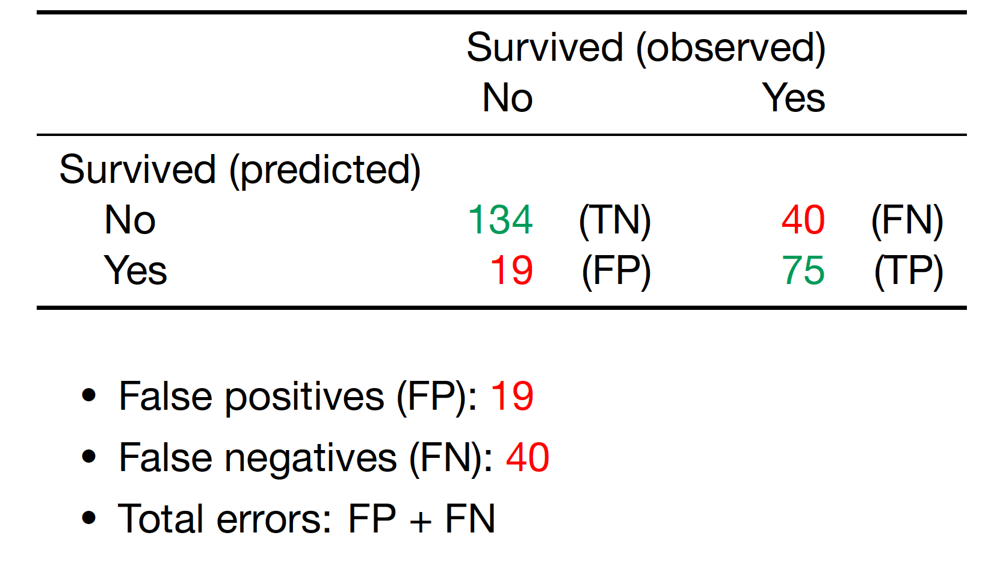 Survived (observed)
No Yes
Survived (predicted)
No 134 (TN) 40 (FN)
Yes 19 (FP) 75 (TP)
• False positives (FP): 19
• False negatives (FN): 40
• Total errors: FP + FN